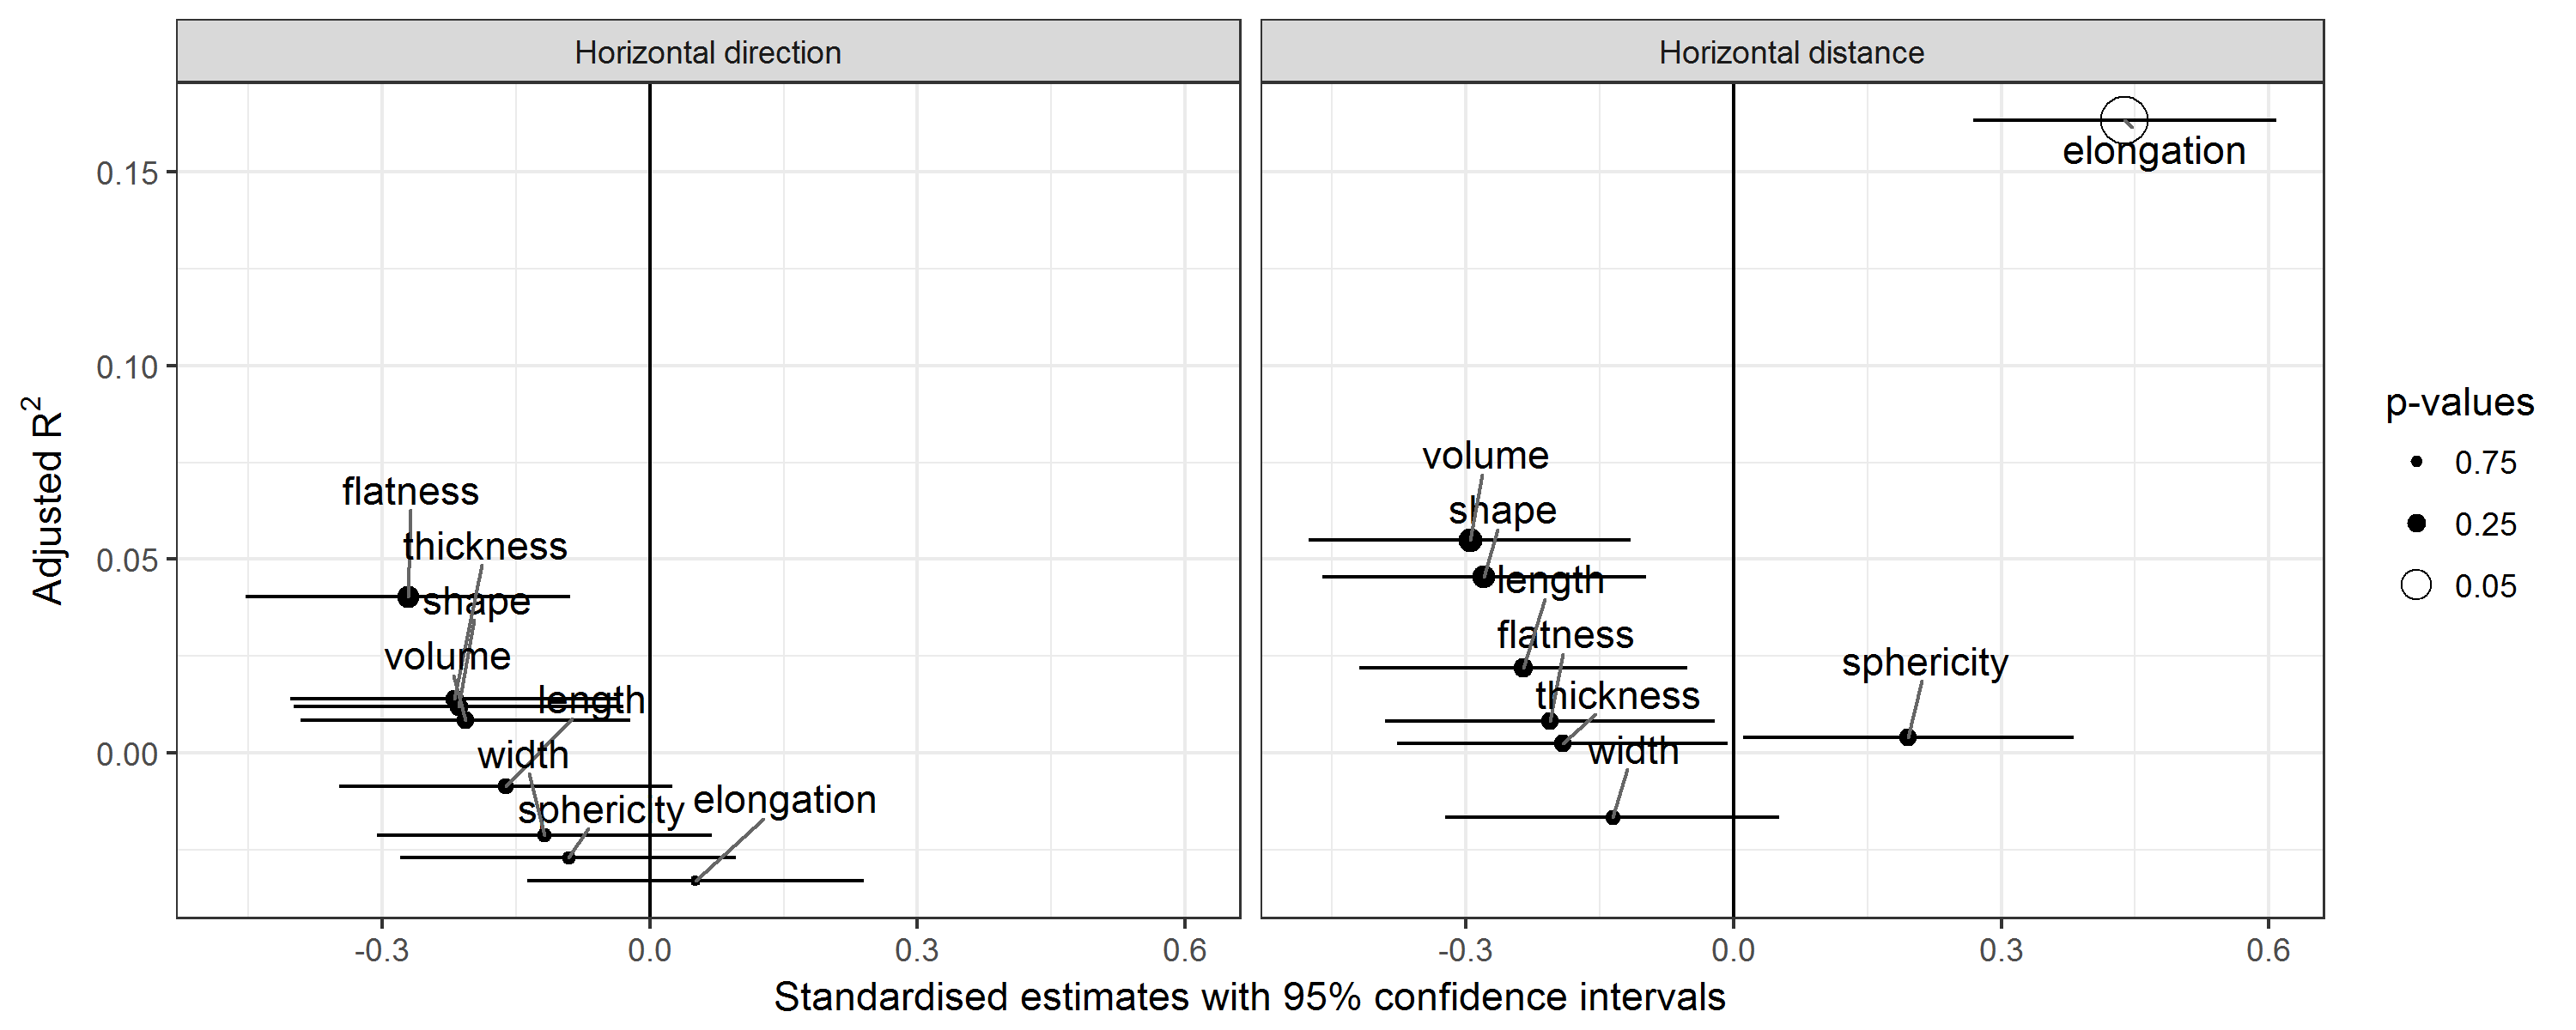 Horizontal direction
Horizontal distance
Adjusted R²
0.15
0.10
0.05
0.00
flatness
thickness
shape
volume
length
width
sphericity
elongation
elongation
volume
shape
length
flatness
thickness
width
sphericity
-0.3
0.0
0.3
0.6
-0.3
0.0
0.3
0.6
Standardised estimates with 95% confidence intervals
p-values
0.75
0.25
0.05